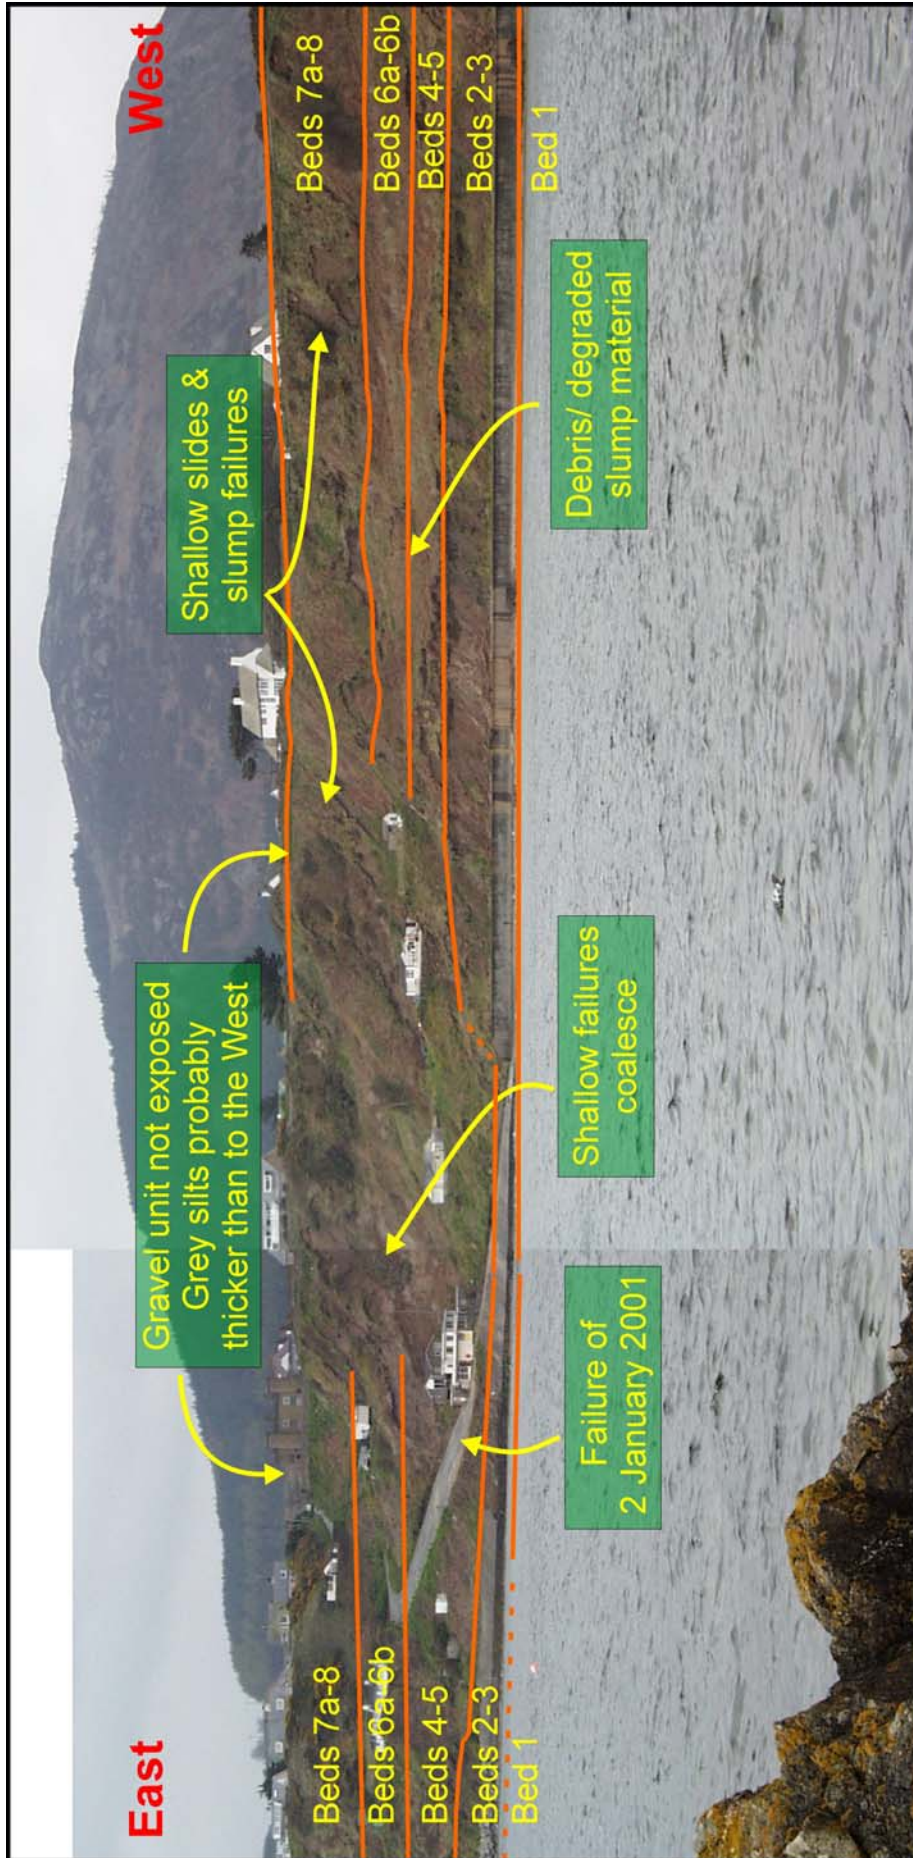 East
West
Gravel unit not exposed
Grey silts probably
thicker than to the West
Shallow slides &
slump failures
Beds 7a-8
Beds 6a-6b
Beds 4-5
Beds 2-3
Bed 1
Beds 7a-8
Beds 6a-6b
Beds 4-5
Beds 2-3
Bed 1
Failure of
2 January 2001
Shallow failures
coalesce
Debris/ degraded
slump material